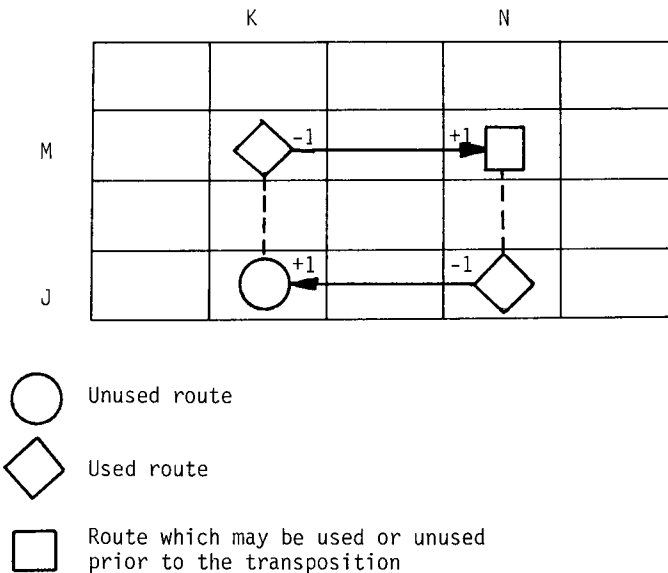 K N
M
-1 +1
+1 -1
J
Unused route
Used route
Route which may be used or unused
prior to the transposition